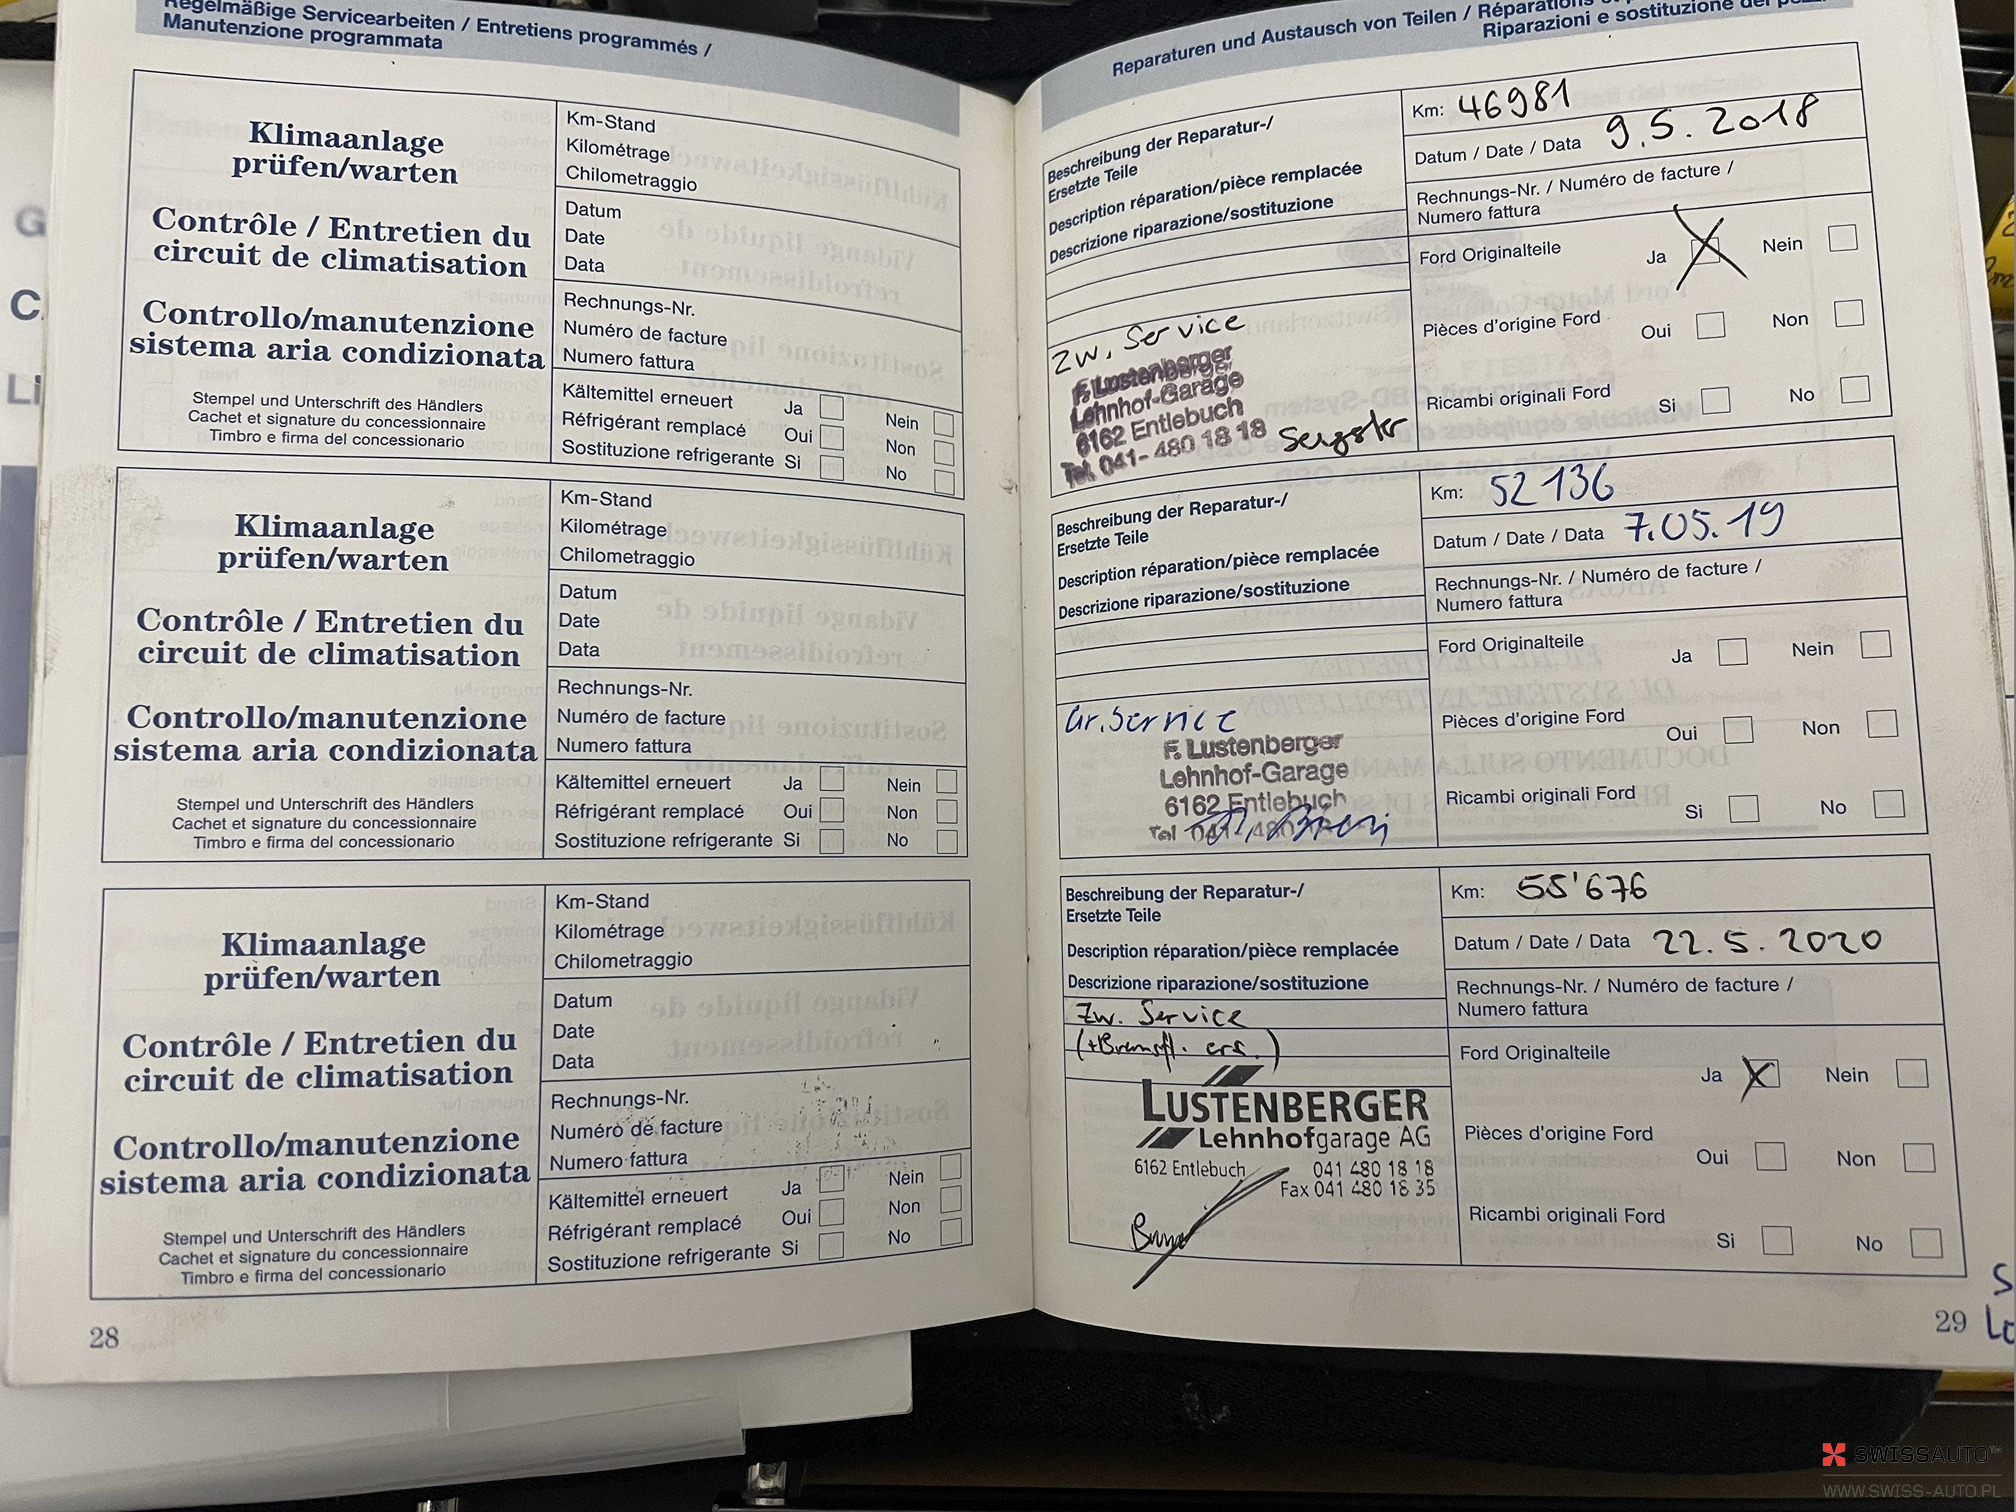 Regelmäßige Servicearbeiten / Entretiens programmés /
Manutenzione programmata
Klimaanlage
prüfen/warten
Contrôle / Entretien du
circuit de climatisation
Controllo/manutenzione
sistema aria condizionata
Stempel und Unterschrift des Händlers
Cachet et signature du concessionnaire
Timbro e firma del concessionario
Km-Stand
Kilométrage
Chilometraggio
Datum
Date
Data
Rechnungs-Nr.
Numéro de facture
Numero fattura
Kältemittel erneuert Ja Nein
Réfrigérant remplacé Oui Non
Sostituzione refrigerante Si No
Klimaanlage
prüfen/warten
Contrôle / Entretien du
circuit de climatisation
Controllo/manutenzione
sistema aria condizionata
Stempel und Unterschrift des Händlers
Cachet et signature du concessionnaire
Timbro e firma del concessionario
Km-Stand
Kilométrage
Chilometraggio
Datum
Date
Data
Rechnungs-Nr.
Numéro de facture
Numero fattura
Kältemittel erneuert Ja Nein
Réfrigérant remplacé Oui Non
Sostituzione refrigerante Si No
Klimaanlage
prüfen/warten
Contrôle / Entretien du
circuit de climatisation
Controllo/manutenzione
sistema aria condizionata
Stempel und Unterschrift des Händlers
Cachet et signature du concessionnaire
Timbro e firma del concessionario
Km-Stand
Kilométrage
Chilometraggio
Datum
Date
Data
Rechnungs-Nr.
Numéro de facture
Numero fattura
Kältemittel erneuert Ja Nein
Réfrigérant remplacé Oui Non
Sostituzione refrigerante Si No
28
Reparaturen und Austausch von Teilen / Réparations
Riparazioni e sostituzione dei
Beschreibung der Reparatur-/
Ersetzte Teile
Description réparation/pièce remplacée
Descrizione riparazione/sostituzione
Zw. Service
F. Lustenberger
Lehnhof-Garage
6162 Entlebuch
Tel. 041- 480 18 18
Km: 46981
Datum / Date / Data 9.5.2018
Rechnungs-Nr. / Numéro de facture /
Numero fattura
Ford Originalteile Ja Nein
Pièces d'origine Ford Oui Non
Ricambi originali Ford Si No
Beschreibung der Reparatur-/
Ersetzte Teile
Description réparation/pièce remplacée
Descrizione riparazione/sostituzione
Gr. Service
F. Lustenberger
Lehnhof-Garage
6162 Entlebuch
Tel 041- 480
Km: 52136
Datum / Date / Data 7.05.19
Rechnungs-Nr. / Numéro de facture /
Numero fattura
Ford Originalteile Ja Nein
Pièces d'origine Ford Oui Non
Ricambi originali Ford Si No
Beschreibung der Reparatur-/
Ersetzte Teile
Description réparation/pièce remplacée
Descrizione riparazione/sostituzione
Zw. Service
(+Bremsfl. ers.)
LUSTENBERGER
Lehnhofgarage AG
6162 Entlebuch 041 480 18 18
Fax 041 480 18 35
Km: 55'676
Datum / Date / Data 22.5.2020
Rechnungs-Nr. / Numéro de facture /
Numero fattura
Ford Originalteile Ja Nein
Pièces d'origine Ford Oui Non
Ricambi originali Ford Si No
29
SWISSAUTO
WWW.SWISS-AUTO.PL